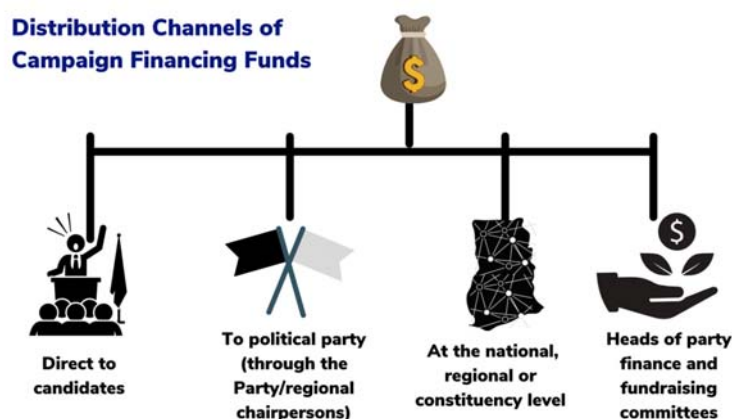 Distribution Channels of
Campaign Financing Funds
$
$
Direct to
candidates
To political party
(through the
Party/regional
chairpersons)
At the national,
regional or
constituency level
Heads of party
finance and
fundraising
committees